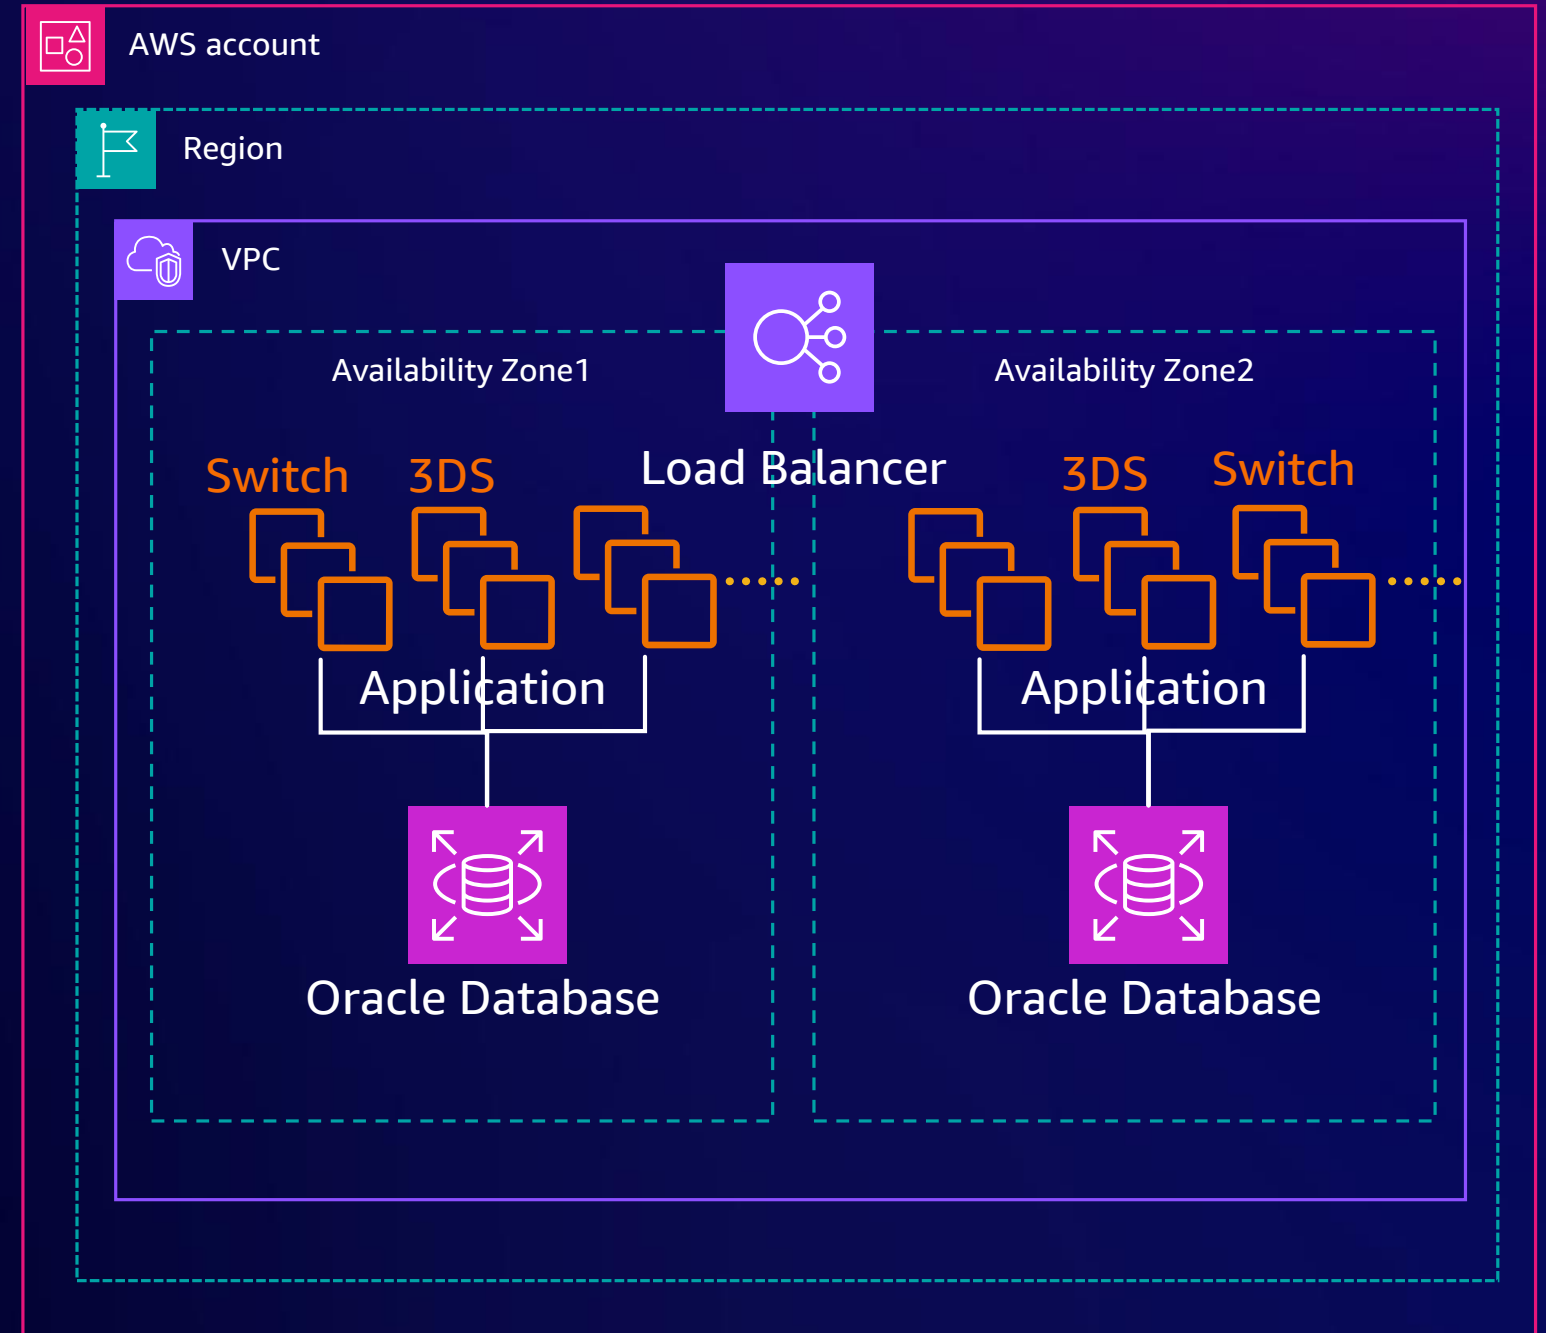 AWS account
Region
VPC
Availability Zone1
Availability Zone2
Switch
3DS
Load Balancer
3DS
Switch
Application
Application
Oracle Database
Oracle Database